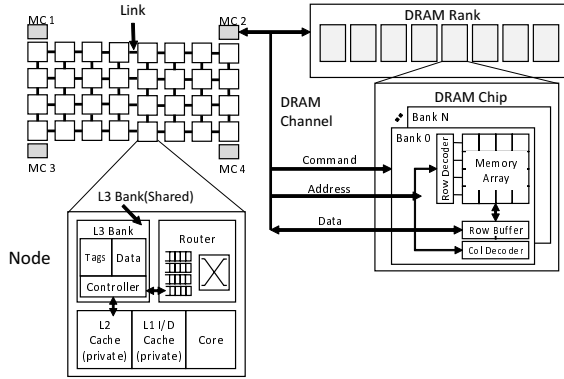 MC 1
Link
MC 2
DRAM Rank
DRAM
Channel
DRAM Chip
Bank N
Bank 0
Row Decoder
Memory
Array
MC 3
MC 4
Command
Address
Data
Row Buffer
Col Decoder
L3 Bank(Shared)
Node
L3 Bank
Tags
Data
Controller
Router
L2
Cache
(private)
L1 I/D
Cache
(private)
Core